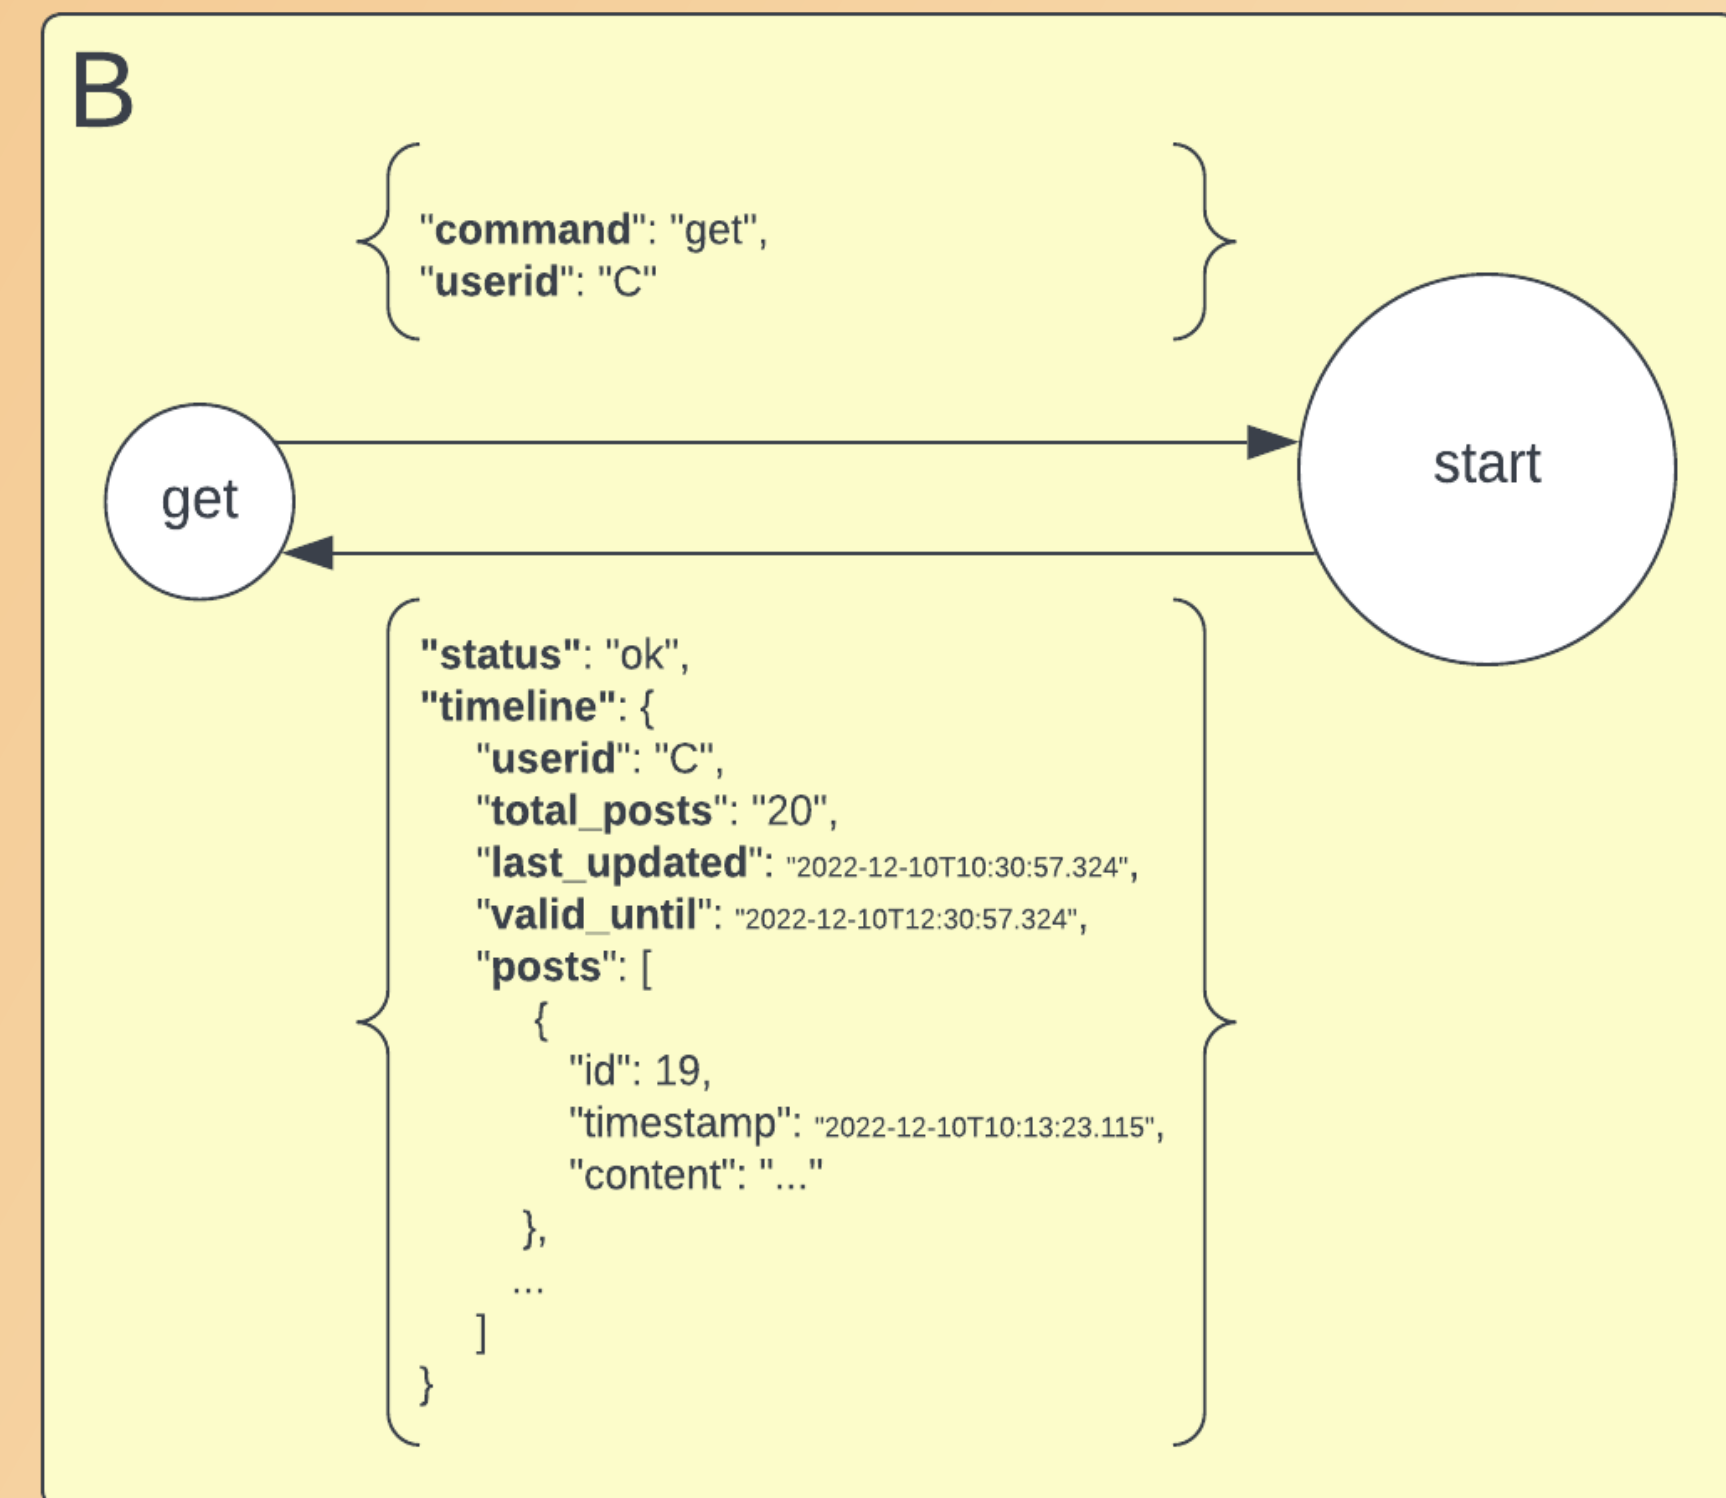 B
"command": "get",
"userid": "C"
get
start
"status": "ok",
"timeline": {
"userid": "C",
"total_posts": "20",
"last_updated": "2022-12-10T10:30:57.324",
"valid_until": "2022-12-10T12:30:57.324",
"posts": [
{
"id": 19,
"timestamp": "2022-12-10T10:13:23.115",
"content": "..."
},
...
]
}